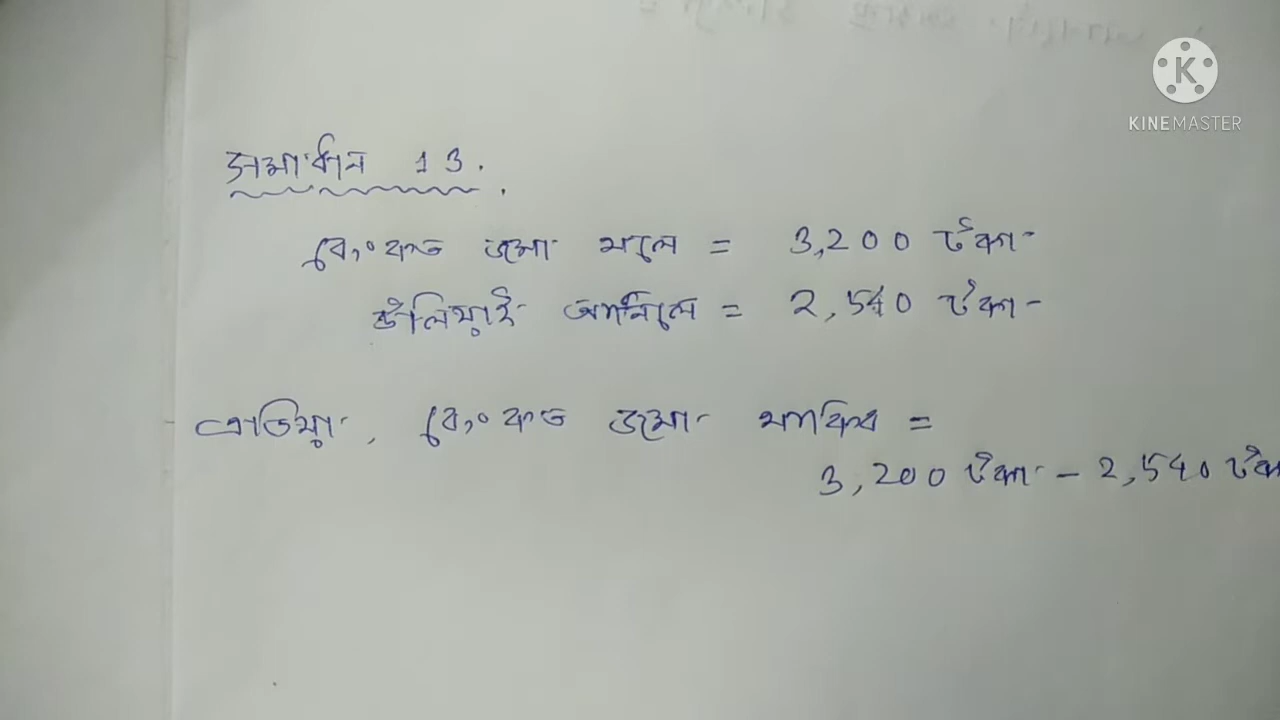 KINEMASTER
সমাধান 13.
বেংকত জমা থলে = 3,200 টকা
উলিয়াই আনিলে = 2,540 টকা
এতিয়া, বেংকত জমা থাকিব =
3,200 টকা - 2,540 টকা